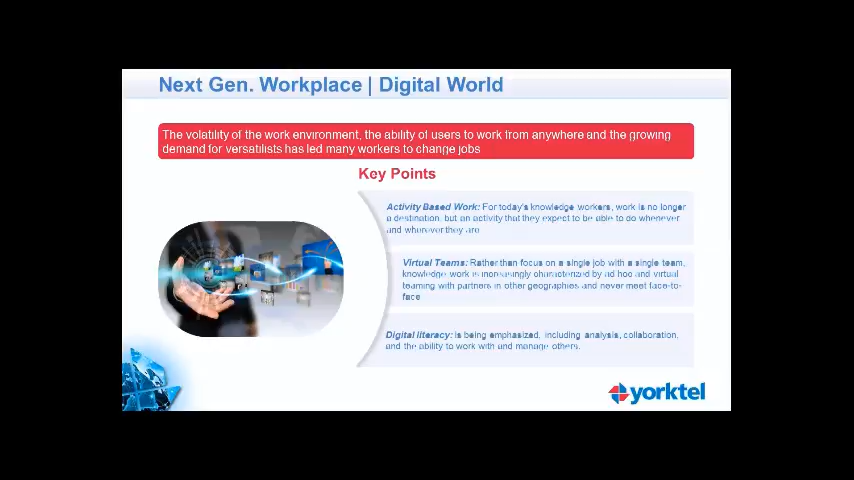 Next Gen. Workplace | Digital World
The volatility of the work environment, the ability of users to work from anywhere and the growing
demand for versatilists has led many workers to change jobs
Key Points
Activity Based Work: For today's knowledge workers, work is no longer
a destination, but an activity that they expect to be able to do whenever
and wherever they are
Virtual Teams: Rather than focus on a single job with a single team,
knowledge work is increasingly characterized by ad hoc and virtual
teaming with partners in other geographies and never meet face-to-
face
Digital literacy: is being emphasized, including analysis, collaboration,
and the ability to work with and manage others.
yorktel